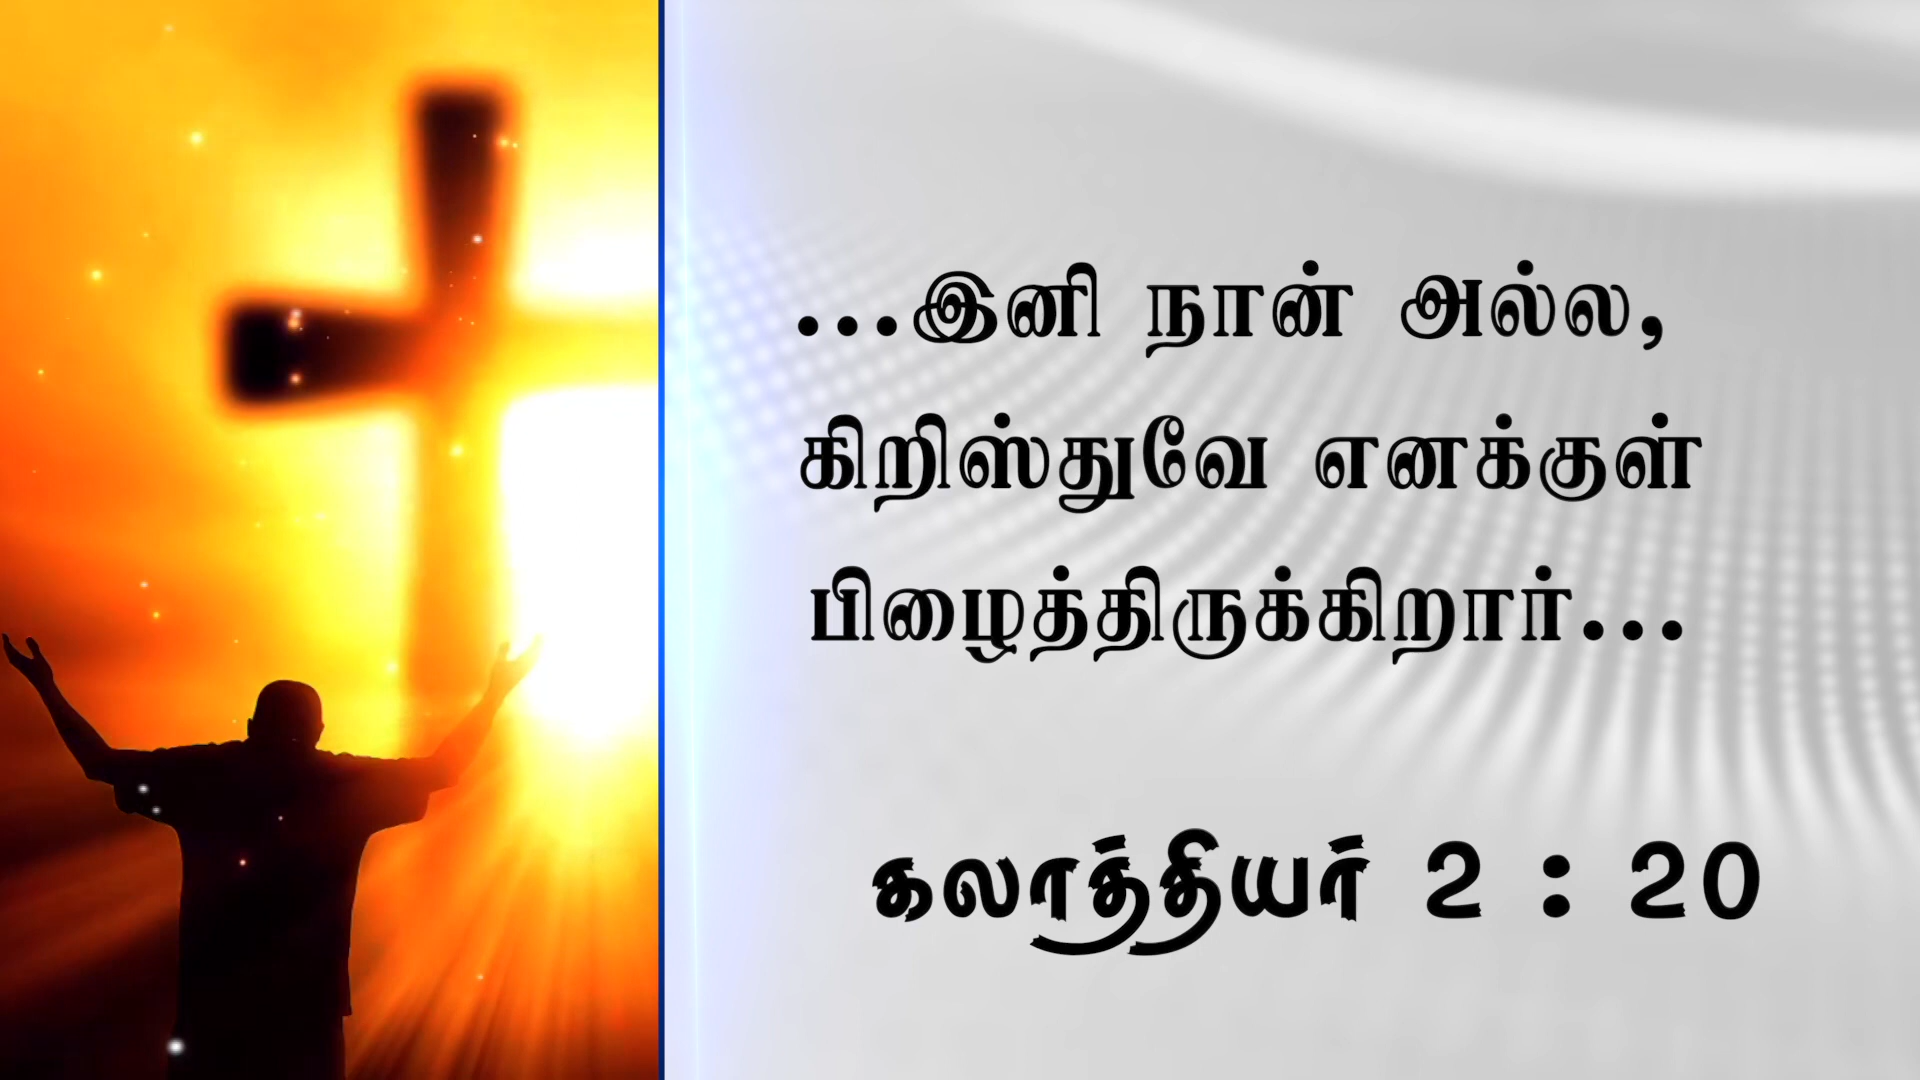 ...இனி நான் அல்ல,
கிறிஸ்துவே எனக்குள்
பிழைத்திருக்கிறார்...
கலாத்தியர் 2 : 20